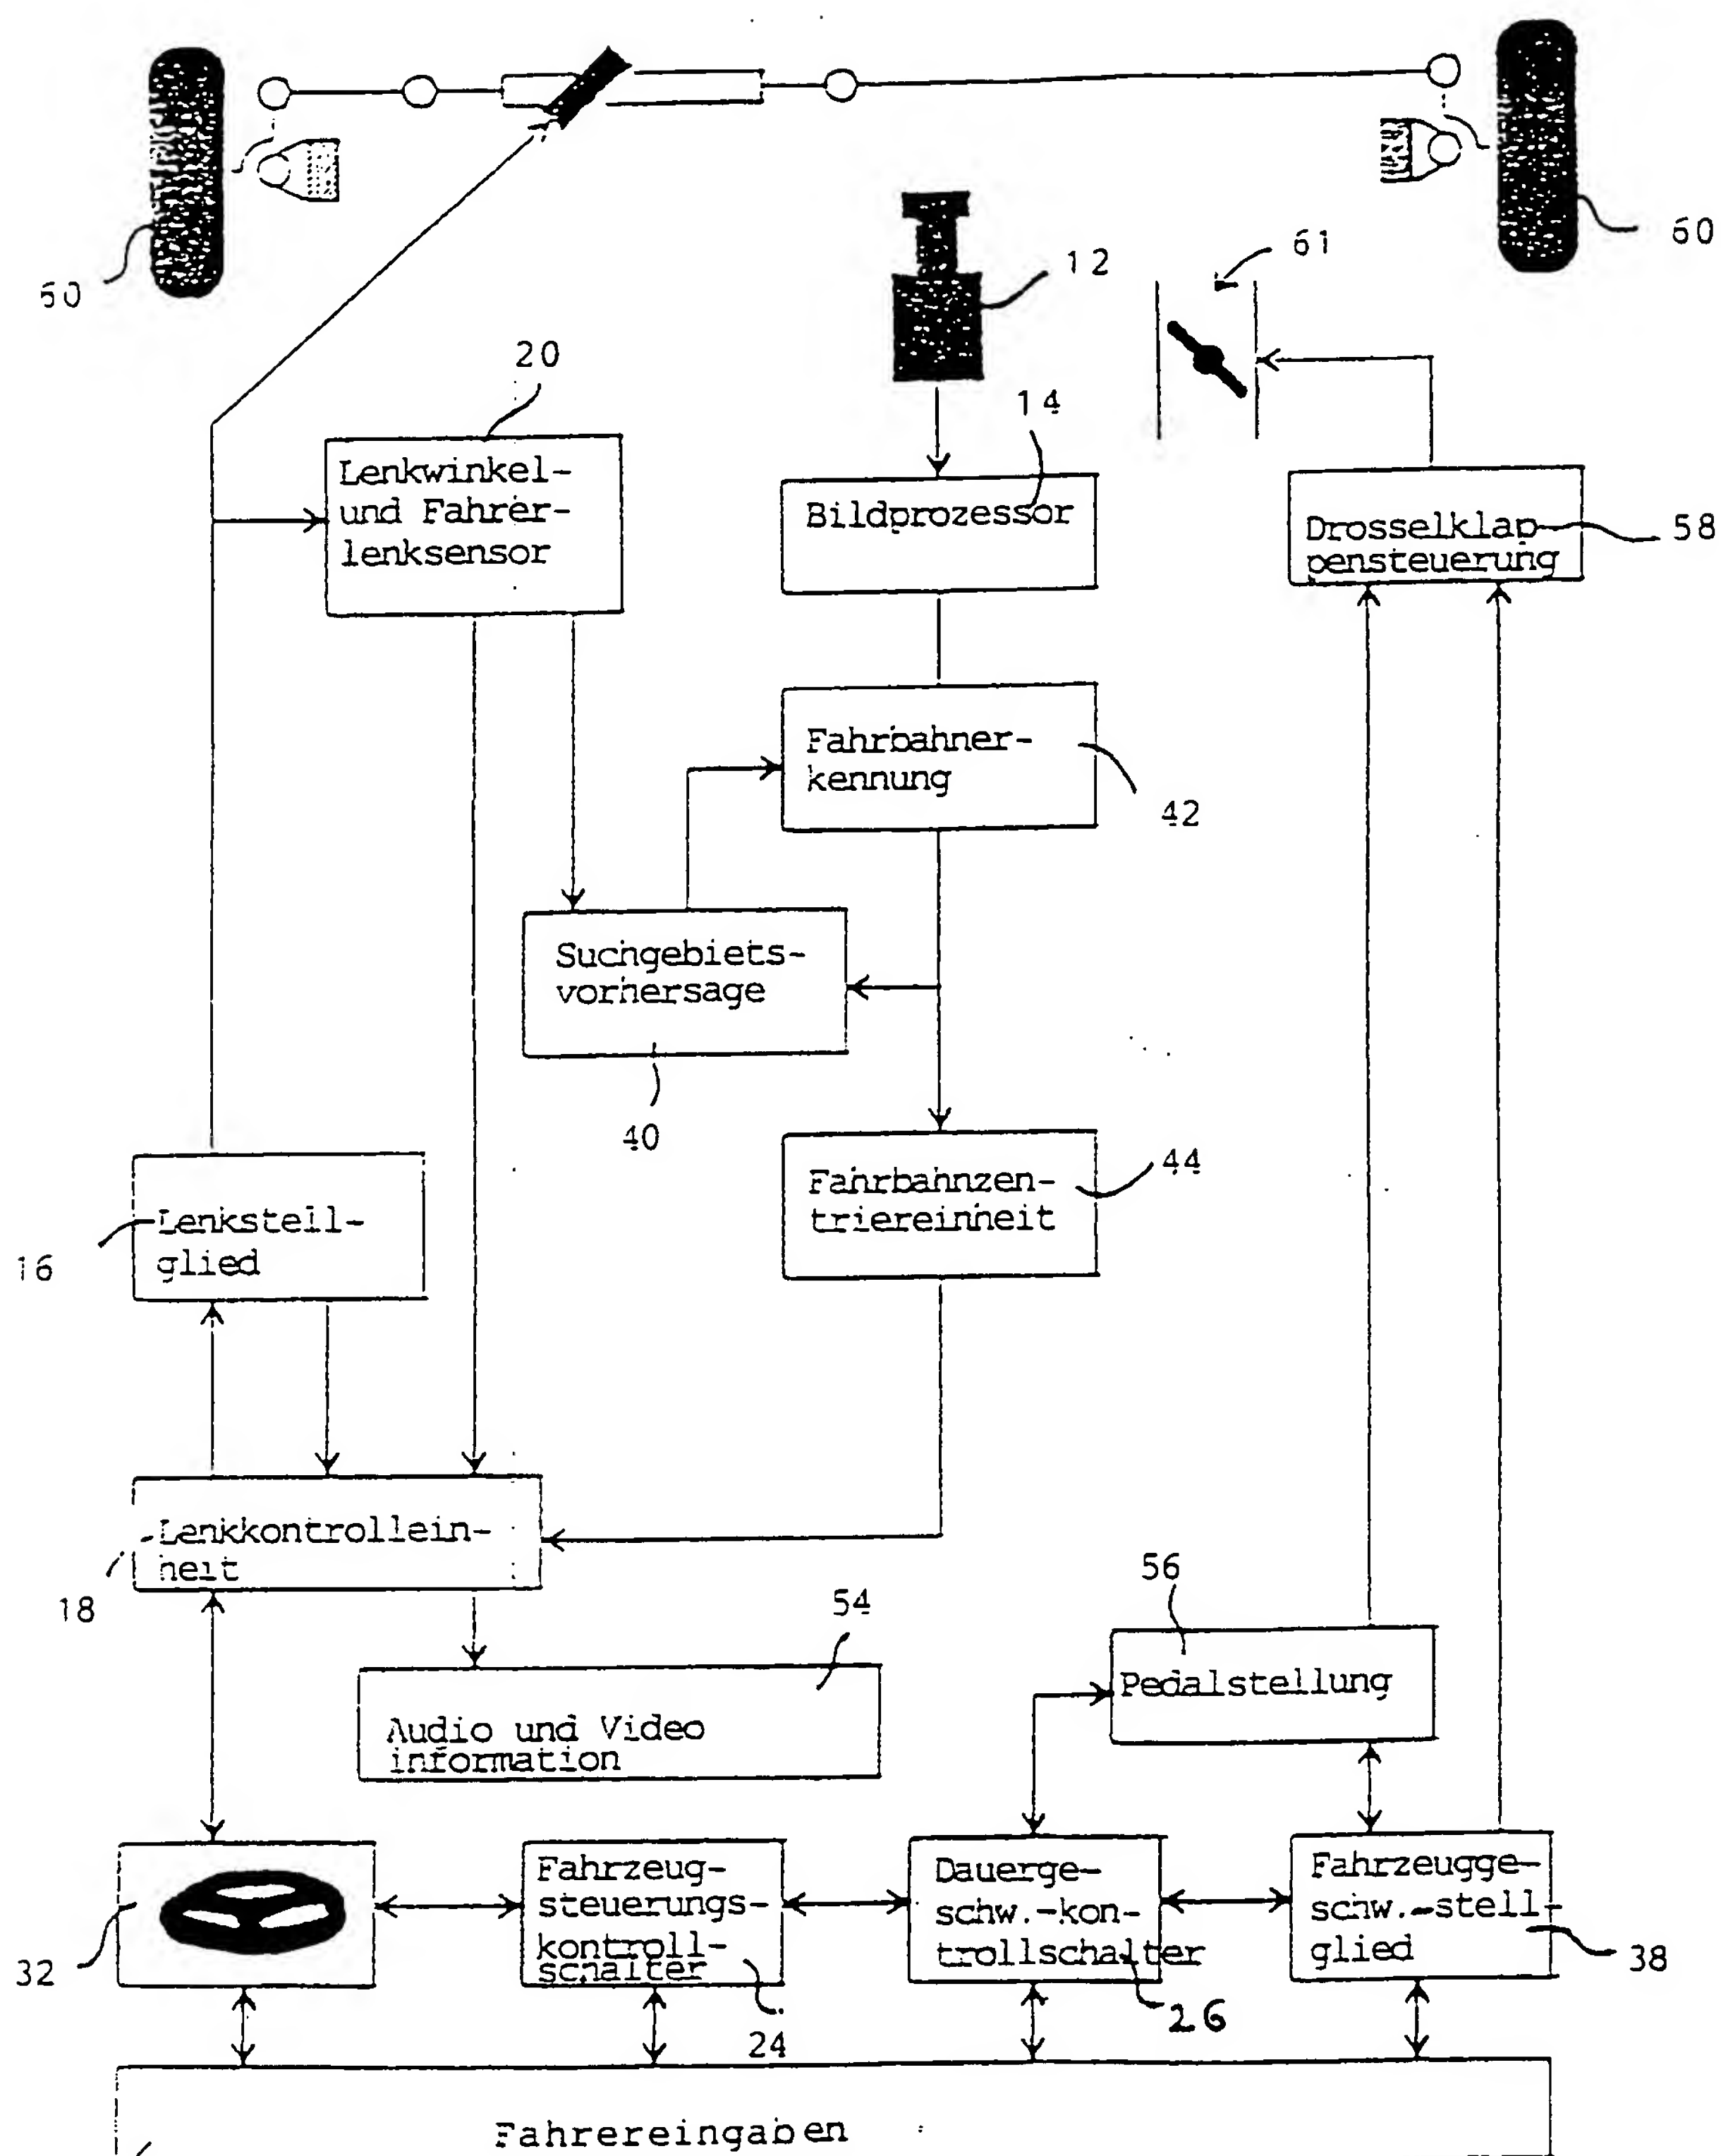 60
61
12
60
20
14
Lenkwinkel-
und Fahrer-
lenksensor
Bildprozessor
Drosselklap
pensteuerung
58
Fahrbahner-
kennung
42
Suchgebiets-
vorhersage
40
Fahrbahnzen-
triereinheit
44
Lenkstell-
glied
16
Lenkkontrollein-
heit
18
54
Audio und Video
information
56
Pedalstellung
32
Fahrzeug-
steuerungs-
kontroll-
schalter
24
Dauerge-
schw.-kon-
trollschalter
26
Fahrzeugge-
schw.-stell-
glied
38
Fahrereingaben